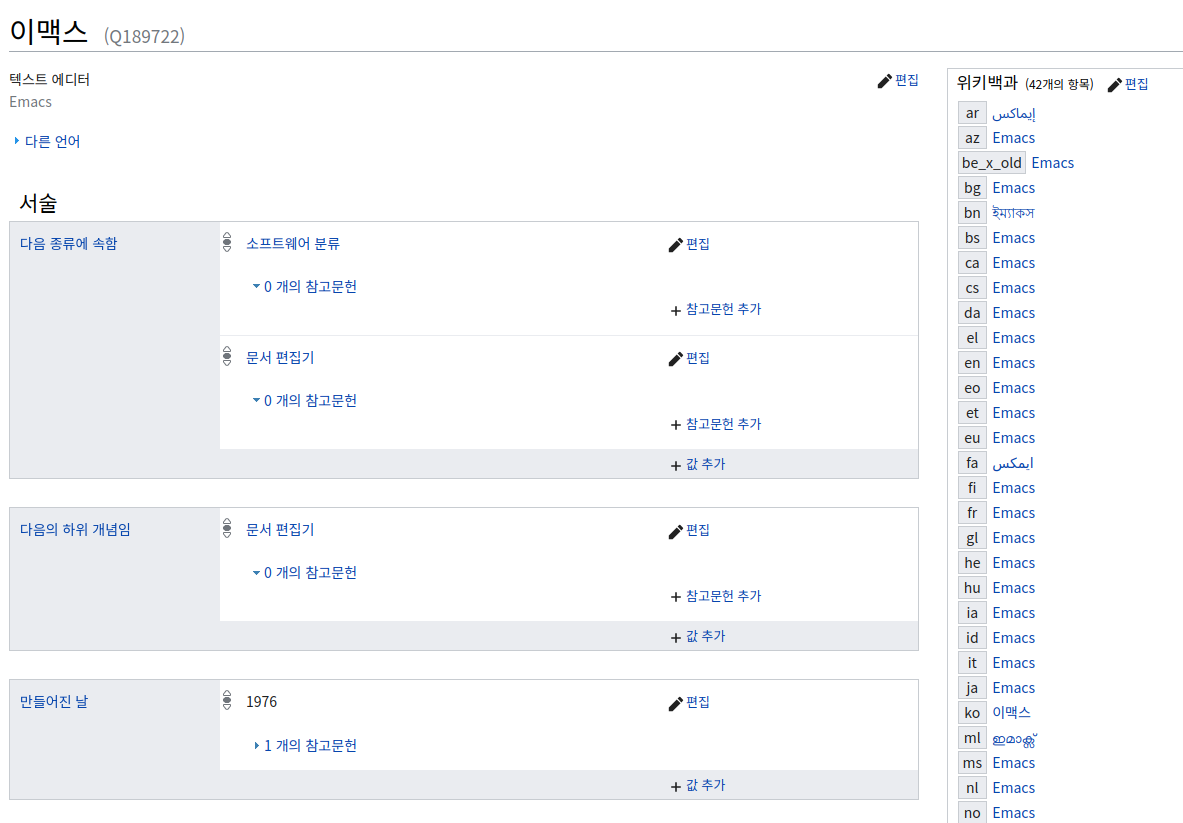 이맥스 (Q189722)
텍스트 에디터
편집
Emacs
다른 언어
서술
다음 종류에 속함
소프트웨어 분류
편집
0 개의 참고문헌
참고문헌 추가
문서 편집기
편집
0 개의 참고문헌
참고문헌 추가
값 추가
다음의 하위 개념임
문서 편집기
편집
0 개의 참고문헌
참고문헌 추가
값 추가
만들어진 날
1976
편집
1 개의 참고문헌
값 추가
위키백과 (42개의 항목) 편집
ar إيماكس
az Emacs
be_x_old Emacs
bg Emacs
bn ইম্যাকস
bs Emacs
ca Emacs
cs Emacs
da Emacs
el Emacs
en Emacs
eo Emacs
et Emacs
eu Emacs
fa ایمکس
fi Emacs
fr Emacs
gl Emacs
he Emacs
hu Emacs
ia Emacs
id Emacs
it Emacs
ja Emacs
ko 이맥스
ml ഇമാക്സ്
ms Emacs
nl Emacs
no Emacs